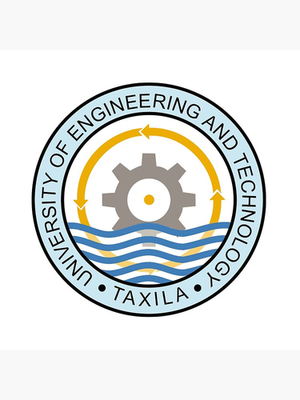 UNIVERSITY OF ENGINEERING AND TECHNOLOGY
• TAXILA •